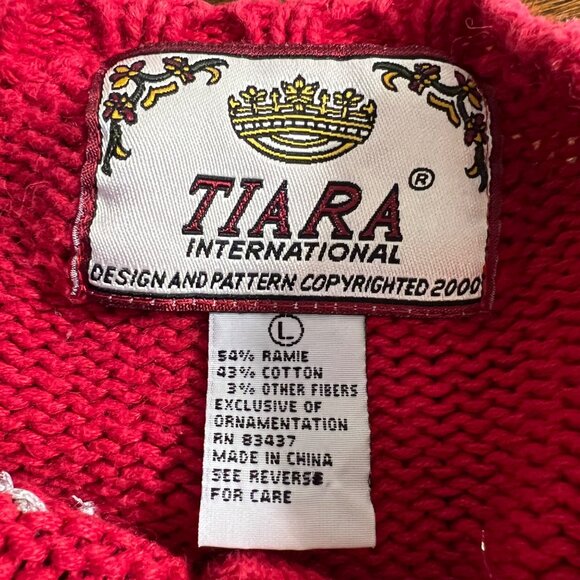 TIARA ®
INTERNATIONAL
DESIGN AND PATTERN COPYRIGHTED 2000
L
54% RAMIE
43% COTTON
3% OTHER FIBERS
EXCLUSIVE OF
ORNAMENTATION
RN 83437
MADE IN CHINA
SEE REVERSE
FOR CARE